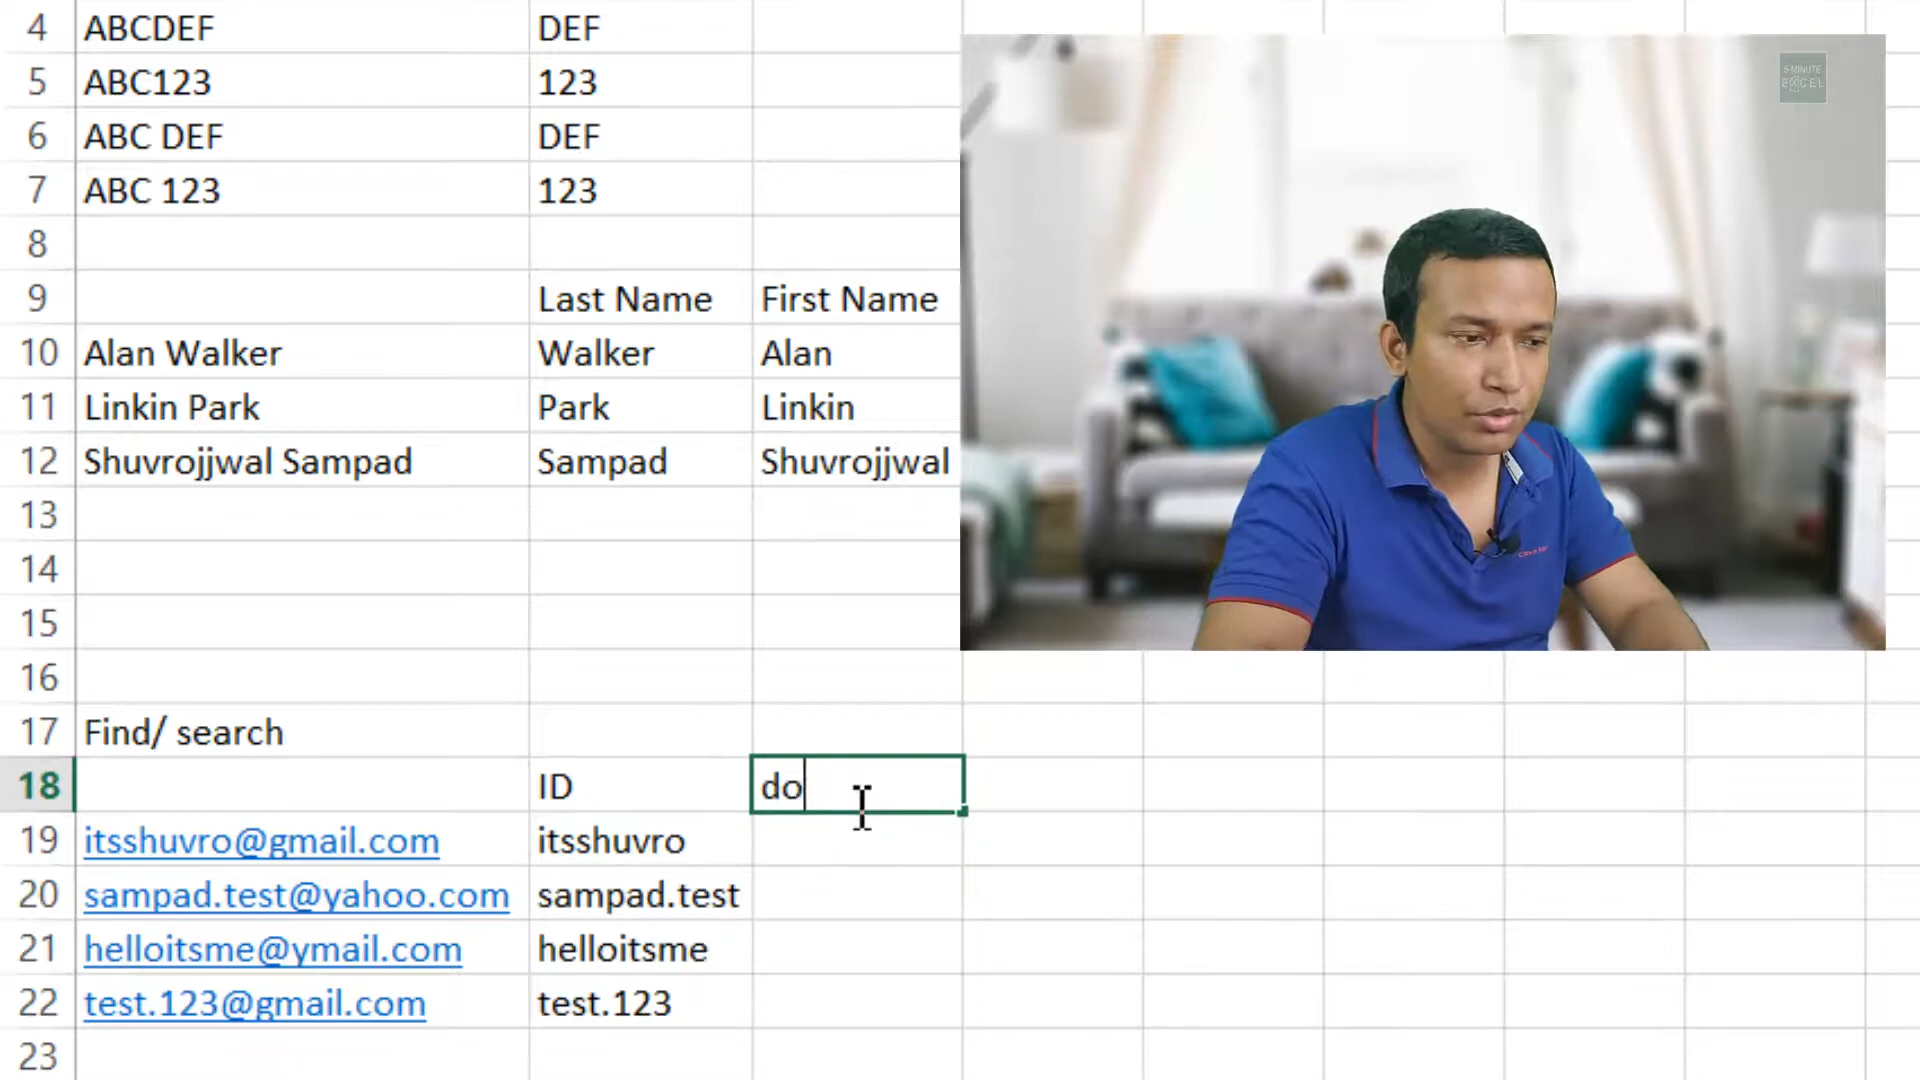 4 ABCDEF DEF
5 ABC123 123
6 ABC DEF DEF
7 ABC 123 123
8
9 Last Name First Name
10 Alan Walker Walker Alan
11 Linkin Park Park Linkin
12 Shuvrojjwal Sampad Sampad Shuvrojjwal
13
14
15
16
17 Find/ search
18 ID do
19 itsshuvro@gmail.com itsshuvro
20 sampad.test@yahoo.com sampad.test
21 helloitsme@ymail.com helloitsme
22 test.123@gmail.com test.123
23
5-MINUTE
EXCEL